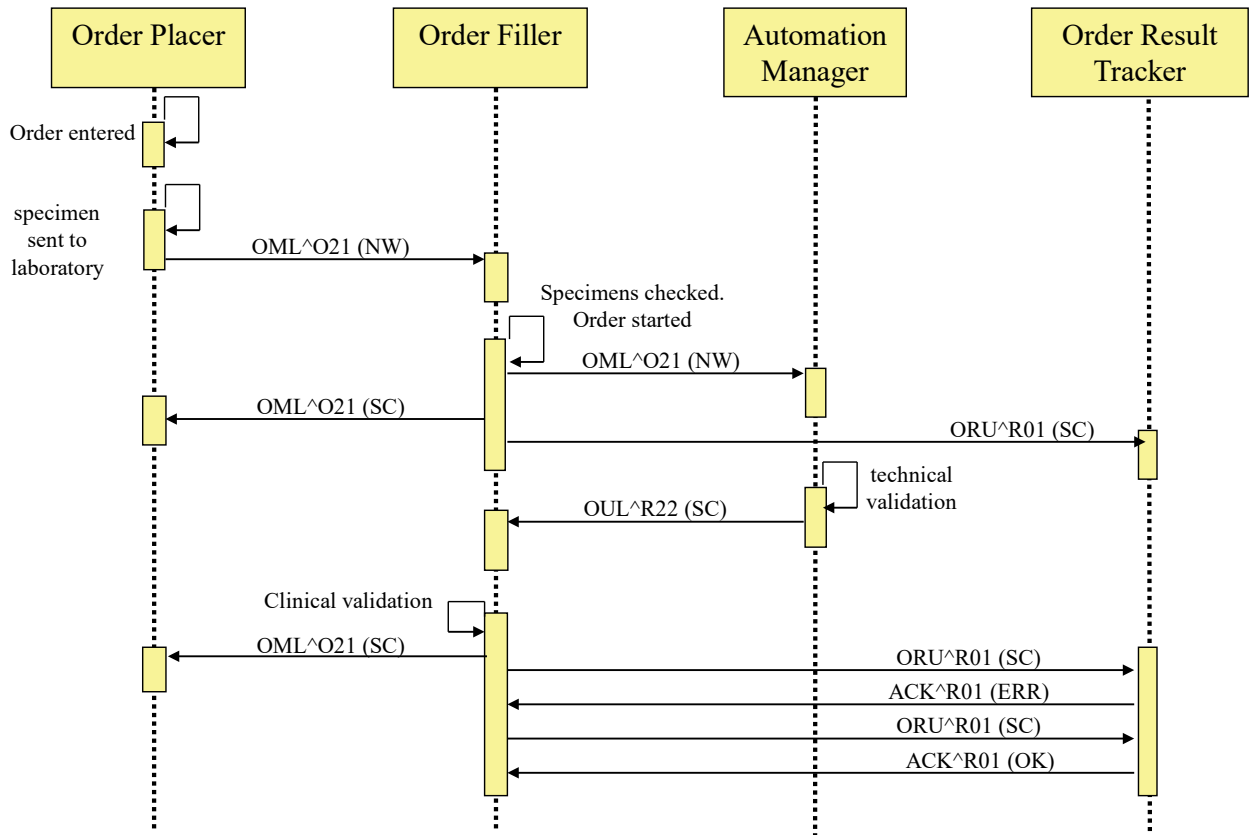 Order Placer
Order Filler
Automation
Manager
Order Result
Tracker
Order entered
specimen
sent to
laboratory
OML^O21 (NW)
Specimens checked.
Order started
OML^O21 (NW)
OML^O21 (SC)
ORU^R01 (SC)
technical
validation
OUL^R22 (SC)
Clinical validation
OML^O21 (SC)
ORU^R01 (SC)
ACK^R01 (ERR)
ORU^R01 (SC)
ACK^R01 (OK)